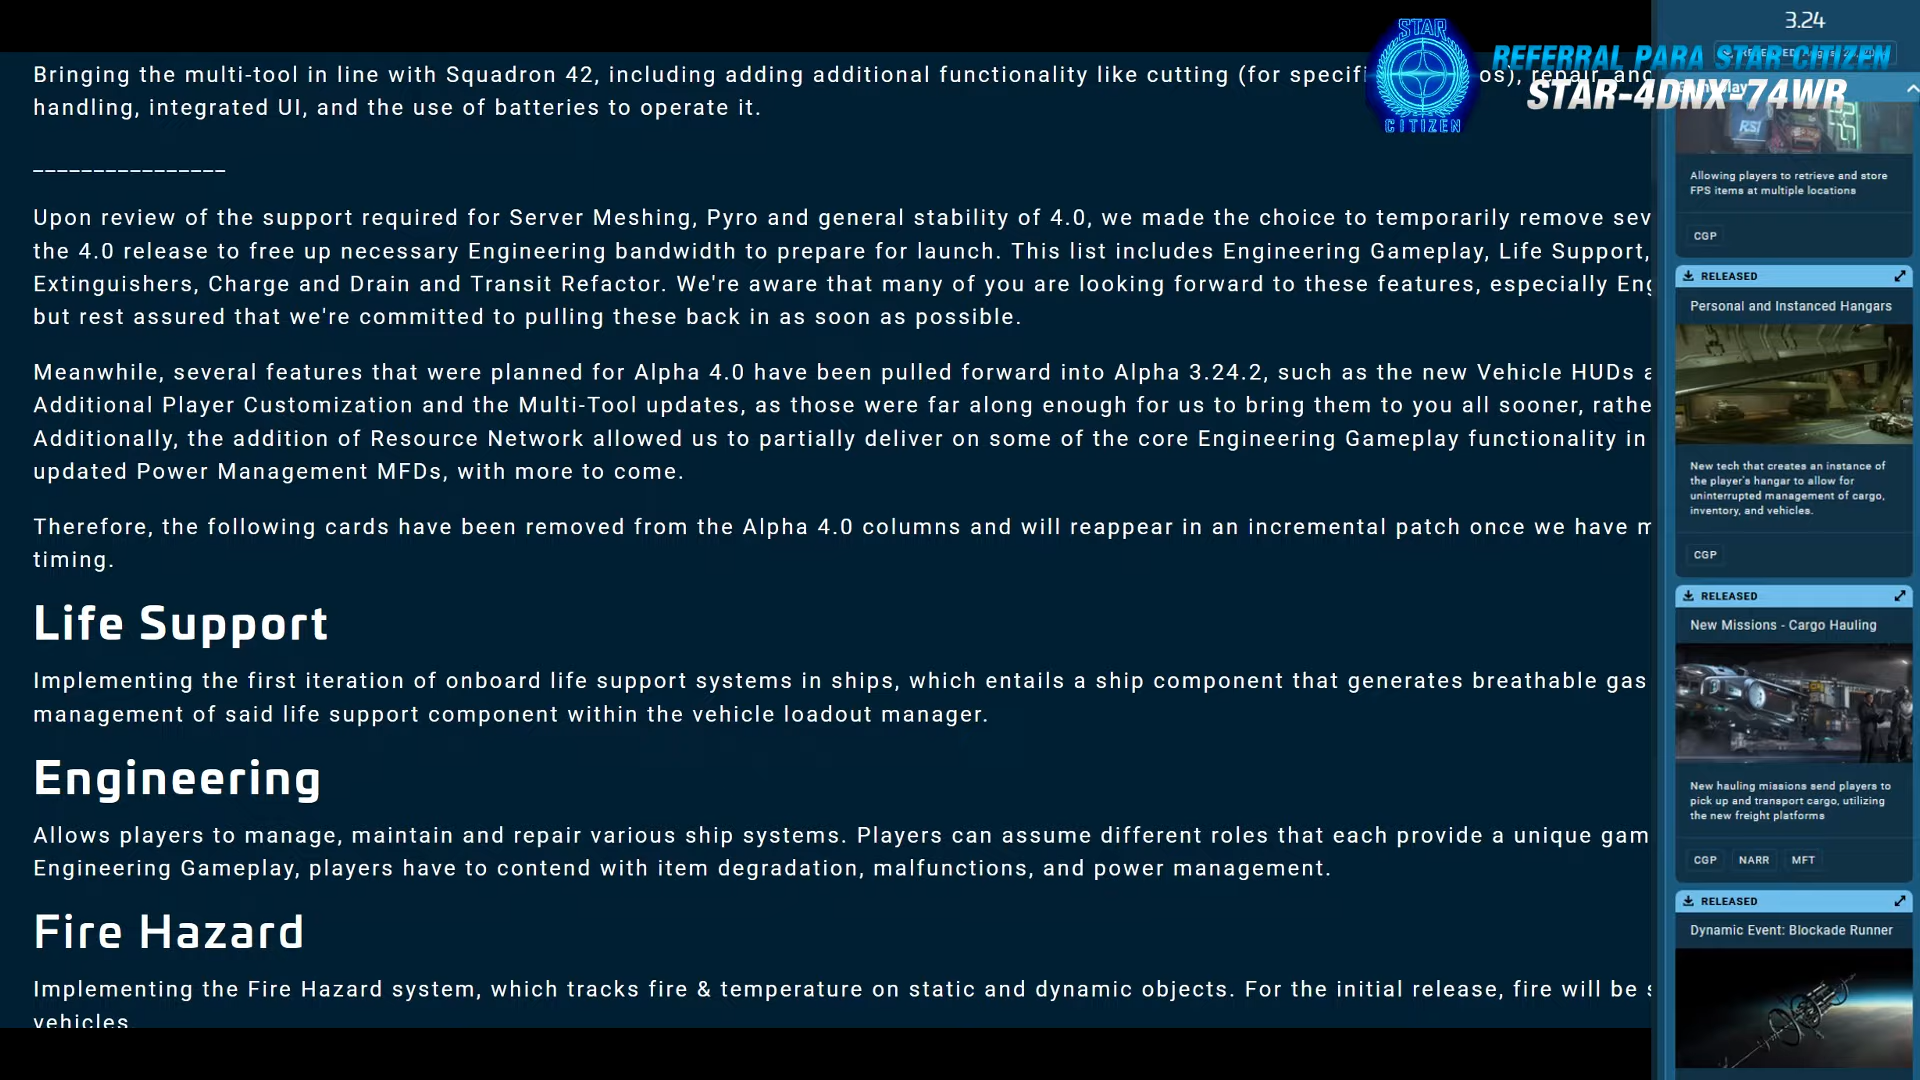 Bringing the multi-tool in line with Squadron 42, including adding additional functionality like cutting (for specifi os), repair, and
handling, integrated UI, and the use of batteries to operate it.
________________
Upon review of the support required for Server Meshing, Pyro and general stability of 4.0, we made the choice to temporarily remove sev
the 4.0 release to free up necessary Engineering bandwidth to prepare for launch. This list includes Engineering Gameplay, Life Support,
Extinguishers, Charge and Drain and Transit Refactor. We're aware that many of you are looking forward to these features, especially Eng
but rest assured that we're committed to pulling these back in as soon as possible.
Meanwhile, several features that were planned for Alpha 4.0 have been pulled forward into Alpha 3.24.2, such as the new Vehicle HUDs a
Additional Player Customization and the Multi-Tool updates, as those were far along enough for us to bring them to you all sooner, rathe
Additionally, the addition of Resource Network allowed us to partially deliver on some of the core Engineering Gameplay functionality in
updated Power Management MFDs, with more to come.
Therefore, the following cards have been removed from the Alpha 4.0 columns and will reappear in an incremental patch once we have m
timing.
Life Support
Implementing the first iteration of onboard life support systems in ships, which entails a ship component that generates breathable gas
management of said life support component within the vehicle loadout manager.
Engineering
Allows players to manage, maintain and repair various ship systems. Players can assume different roles that each provide a unique gam
Engineering Gameplay, players have to contend with item degradation, malfunctions, and power management.
Fire Hazard
Implementing the Fire Hazard system, which tracks fire & temperature on static and dynamic objects. For the initial release, fire will be s
vehicles
STAR
CITIZEN
REFERRAL PARA STAR CITIZEN
STAR-4DNX-74WR
3.24
RSI
Allowing players to retrieve and store
FPS items at multiple locations
CGP
RELEASED
Personal and Instanced Hangars
New tech that creates an instance of
the player's hangar to allow for
uninterrupted management of cargo,
inventory, and vehicles.
CGP
RELEASED
New Missions - Cargo Hauling
New hauling missions send players to
pick up and transport cargo, utilizing
the new freight platforms
CGP NARR MFT
RELEASED
Dynamic Event: Blockade Runner